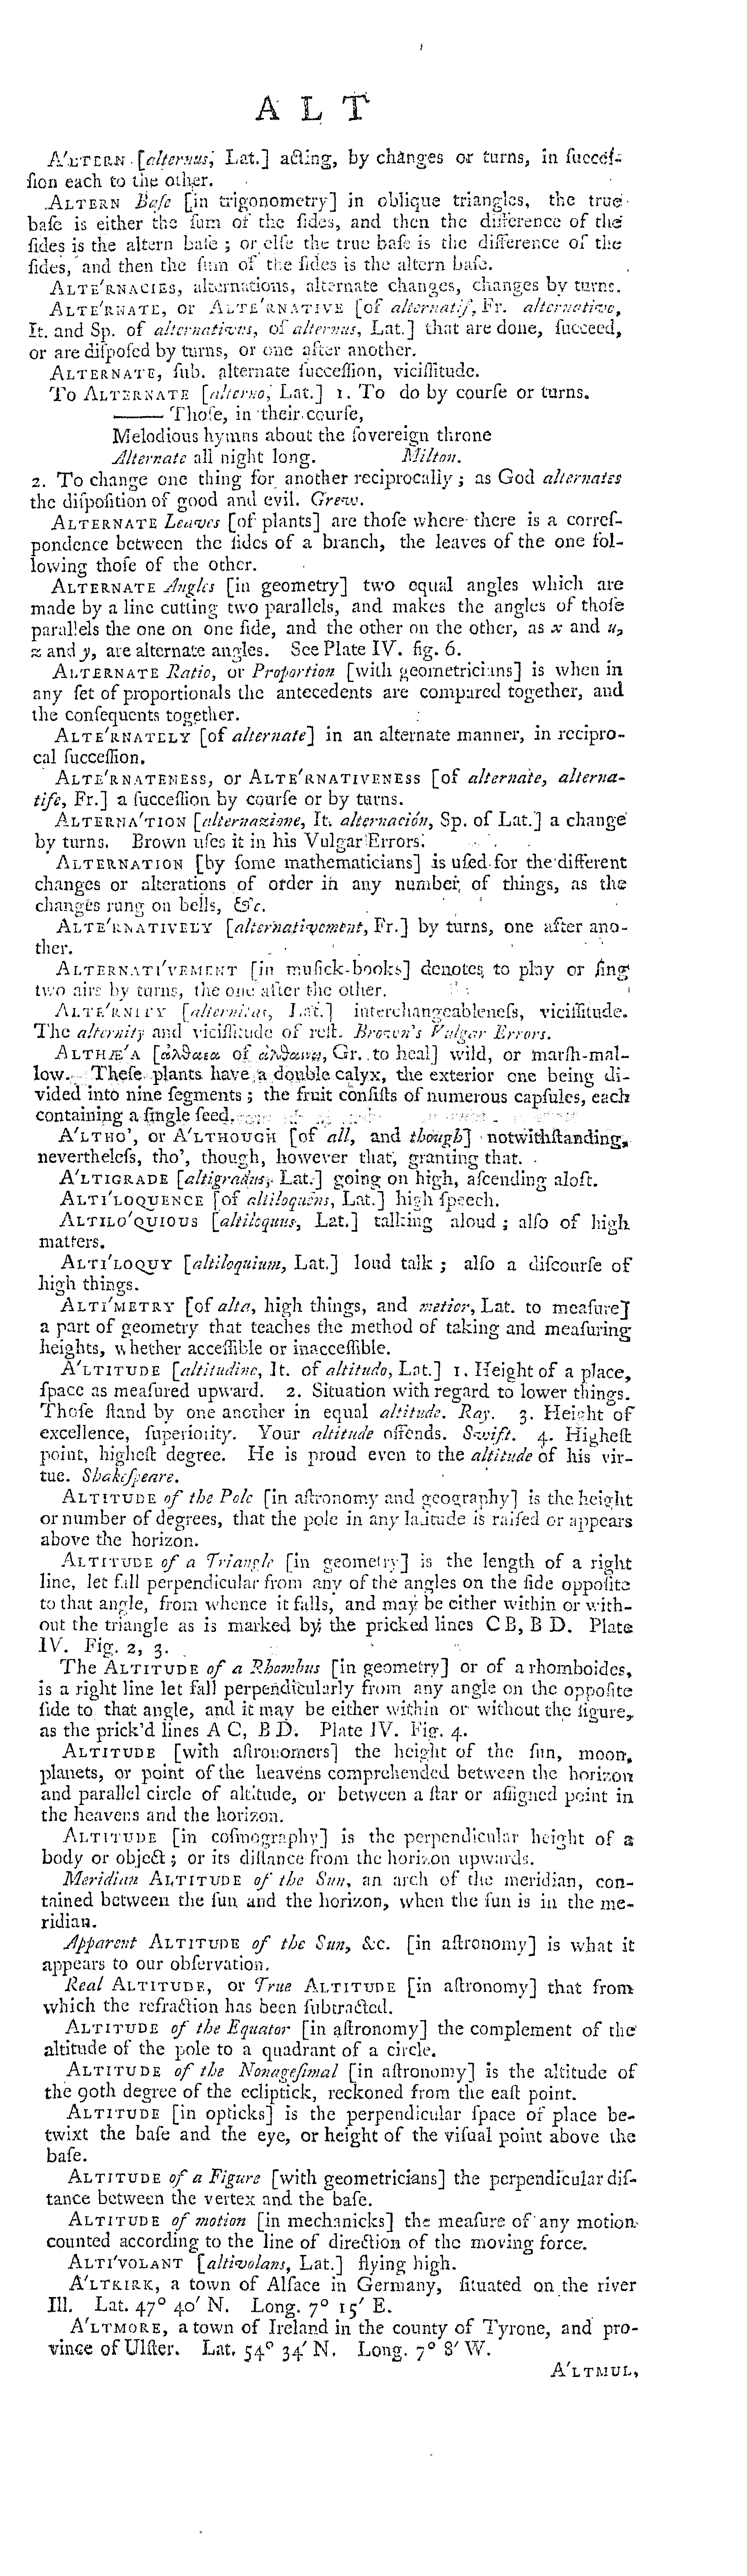 A L T
A′LTERN [alternus, Lat.] acting, by changes or turns, in succeſ-
ſion each to the other.
ALTERN Baſe [in trigonometry] in oblique triangles, the true
baſe is either the ſum of the ſides, and then the difference of the
ſides is the altern baſe ; or elſe the true baſe is the difference of the
ſides, and then the ſum of the ſides is the altern baſe.
ALTE′RNACIES, alternations, alternate changes, changes by turns.
ALTE′RNATE, or ALTE′RNATIVE [of alternatif, Fr. alternative,
It. and Sp. of alternativus, of alternus, Lat.] that are done, ſucceed,
or are diſpoſed by turns, or one after another.
ALTERNATE, ſub. alternate ſucceſſion, viciſſitude.
To ALTERNATE [alterno, Lat.] 1. To do by courſe or turns.
—— Thoſe, in their courſe,
Melodious hymns about the ſovereign throne
Alternate all night long. Milton.
2. To change one thing for another reciprocally ; as God alternates
the diſpoſition of good and evil. Grew.
ALTERNATE Leaves [of plants] are thoſe where there is a correſ-
pondence between the ſides of a branch, the leaves of the one fol-
lowing thoſe of the other.
ALTERNATE Angles [in geometry] two equal angles which are
made by a line cutting two parallels, and makes the angles of thoſe
parallels the one on one ſide, and the other on the other, as x and u,
z and y, are alternate angles. See Plate IV. fig. 6.
ALTERNATE Ratio, or Proportion [with geometricians] is when in
any ſet of proportionals the antecedents are compared together, and
the conſequents together.
ALTE′RNATELY [of alternate] in an alternate manner, in recipro-
cal ſucceſſion.
ALTE′RNATENESS, or ALTE′RNATIVENESS [of alternate, alterna-
tife, Fr.] a ſucceſſion by courſe or by turns.
ALTERNA′TION [alternazione, It. alternación, Sp. of Lat.] a change
by turns. Brown uſes it in his Vulgar Errors.
ALTERNATION [by ſome mathematicians] is uſed for the different
changes or alterations of order in any number of things, as the
changes rung on bells, &c.
ALTE′RNATIVELY [alternativement, Fr.] by turns, one after ano-
ther.
ALTERNATI′VEMENT [in muſick-books] denotes to play or ſing
two airs by turns, the one after the other.
ALTE′RNITY [alternitas, Lat.] interchangeableneſs, viciſſitude.
The alternity and viciſſitude of reſt. Brown's Vulgar Errors.
ALTHÆ′A [αλθαια of αλθαινω, Gr. to heal] wild, or marſh-mal-
low. Theſe plants have a double calyx, the exterior one being di-
vided into nine ſegments ; the fruit conſiſts of numerous capſules, each
containing a ſingle ſeed.
A′LTHO', or A′LTHOUGH [of all, and though] notwithſtanding,
nevertheleſs, tho', though, however that, granting that.
A′LTIGRADE [altigradus, Lat.] going on high, aſcending aloft.
ALTI′LOQUENCE [of altiloquens, Lat.] high ſpeech.
ALTILO′QUIOUS [altiloquus, Lat.] talking aloud ; alſo of high
matters.
ALTI′LOQUY [altiloquium, Lat.] loud talk ; alſo a diſcourſe of
high things.
ALTI′METRY [of alta, high things, and metior, Lat. to meaſure]
a part of geometry that teaches the method of taking and meaſuring
heights, whether acceſſible or inacceſſible.
A′LTITUDE [altitudine, It. of altitudo, Lat.] 1. Height of a place,
ſpace as meaſured upward. 2. Situation with regard to lower things.
Thoſe ſtand by one another in equal altitude. Ray. 3. Height of
excellence, ſuperiority. Your altitude offends. Swift. 4. Higheſt
point, higheſt degree. He is proud even to the altitude of his vir-
tue. Shakeſpeare.
ALTITUDE of the Pole [in aſtronomy and geography] is the height
or number of degrees, that the pole in any latitude is raiſed or appears
above the horizon.
ALTITUDE of a Triangle [in geometry] is the length of a right
line, let fall perpendicular from any of the angles on the ſide oppoſite
to that angle, from whence it falls, and may be either within or with-
out the triangle as is marked by the pricked lines C B, B D. Plate
IV. Fig. 2, 3.
The ALTITUDE of a Rhombus [in geometry] or of a rhomboides,
is a right line let fall perpendicularly from any angle on the oppoſite
ſide to that angle, and it may be either within or without the figure,
as the prick'd lines A C, B D. Plate IV. Fig. 4.
ALTITUDE [with aſtronomers] the height of the ſun, moon,
planets, or point of the heavens comprehended between the horizon
and parallel circle of altitude, or between a ſtar or aſſigned point in
the heavens and the horizon.
ALTITUDE [in coſmography] is the perpendicular height of a
body or object ; or its diſtance from the horizon upwards.
Meridian ALTITUDE of the Sun, an arch of the meridian, con-
tained between the ſun and the horizon, when the ſun is in the me-
ridian.
Apparent ALTITUDE of the Sun, &c. [in aſtronomy] is what it
appears to our obſervation.
Real ALTITUDE, or True ALTITUDE [in aſtronomy] that from
which the refraction has been ſubtracted.
ALTITUDE of the Equator [in aſtronomy] the complement of the
altitude of the pole to a quadrant of a circle.
ALTITUDE of the Nonageſimal [in aſtronomy] is the altitude of
the 90th degree of the ecliptick, reckoned from the eaſt point.
ALTITUDE [in opticks] is the perpendicular ſpace of place be-
twixt the baſe and the eye, or height of the viſual point above the
baſe.
ALTITUDE of a Figure [with geometricians] the perpendicular diſ-
tance between the vertex and the baſe.
ALTITUDE of motion [in mechanicks] the meaſure of any motion
counted according to the line of direction of the moving force.
ALTI′VOLANT [altivolans, Lat.] flying high.
A′LTKIRK, a town of Alſace in Germany, ſituated on the river
Ill. Lat. 47° 40′ N. Long. 7° 15′ E.
A′LTMORE, a town of Ireland in the county of Tyrone, and pro-
vince of Ulſter. Lat. 54° 34′ N. Long. 7° 8′ W.
A′LTMUL,